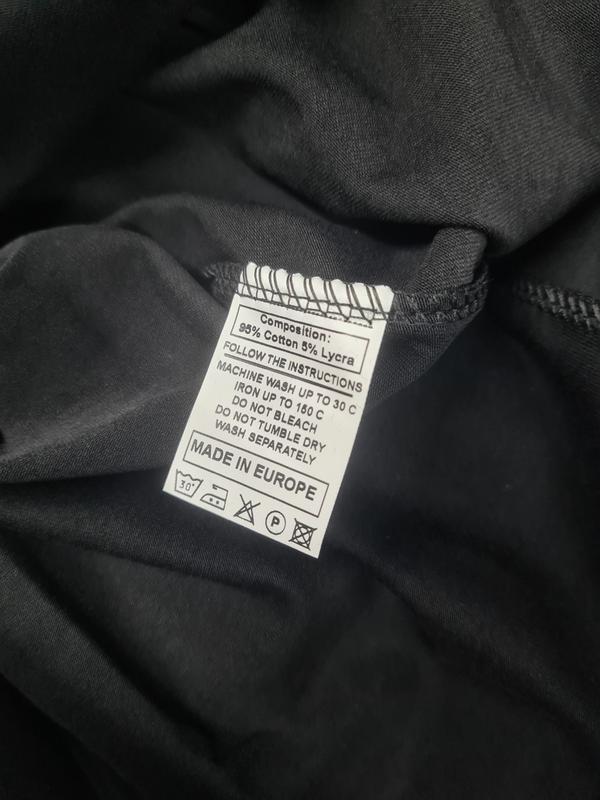 Composition:
95% Cotton 5% Lycra
FOLLOW THE INSTRUCTIONS
MACHINE WASH UP TO 30 C
IRON UP TO 150 C
DO NOT BLEACH
DO NOT TUMBLE DRY
WASH SEPARATELY
MADE IN EUROPE
30° P